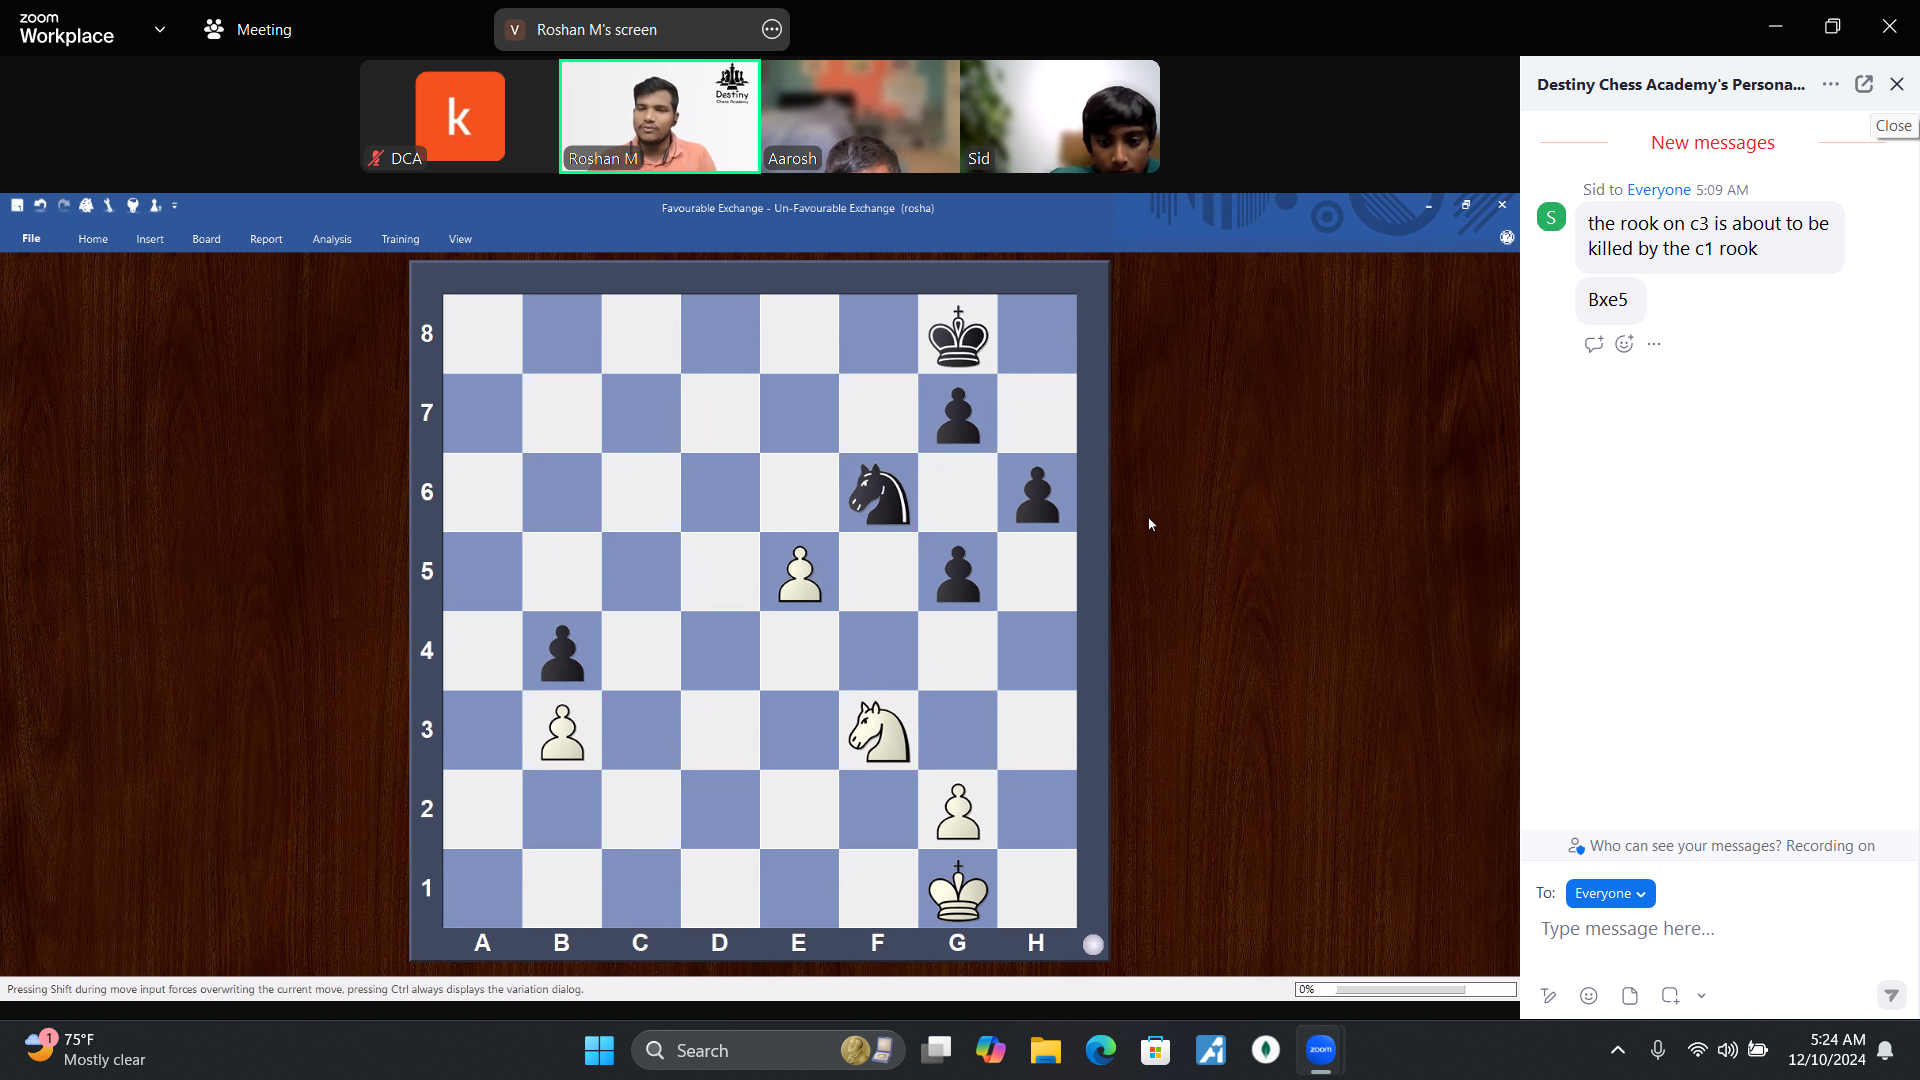 zoom
Workplace
Meeting
V Roshan M's screen
Destiny Chess Academy's Persona...
Close
k
DCA
Destiny
Chess Academy
Roshan M
Aarosh
Sid
New messages
Sid to Everyone 5:09 AM
S
the rook on c3 is about to be
killed by the c1 rook
Bxe5
Favourable Exchange - Un-Favourable Exchange (rosha)
File Home Insert Board Report Analysis Training View
8
7
6
5
4
3
2
1
A B C D E F G H
Pressing Shift during move input forces overwriting the current move, pressing Ctrl always displays the variation dialog.
0%
Who can see your messages? Recording on
To: Everyone
Type message here...
1
75°F
Mostly clear
Search
zoom
5:24 AM
12/10/2024